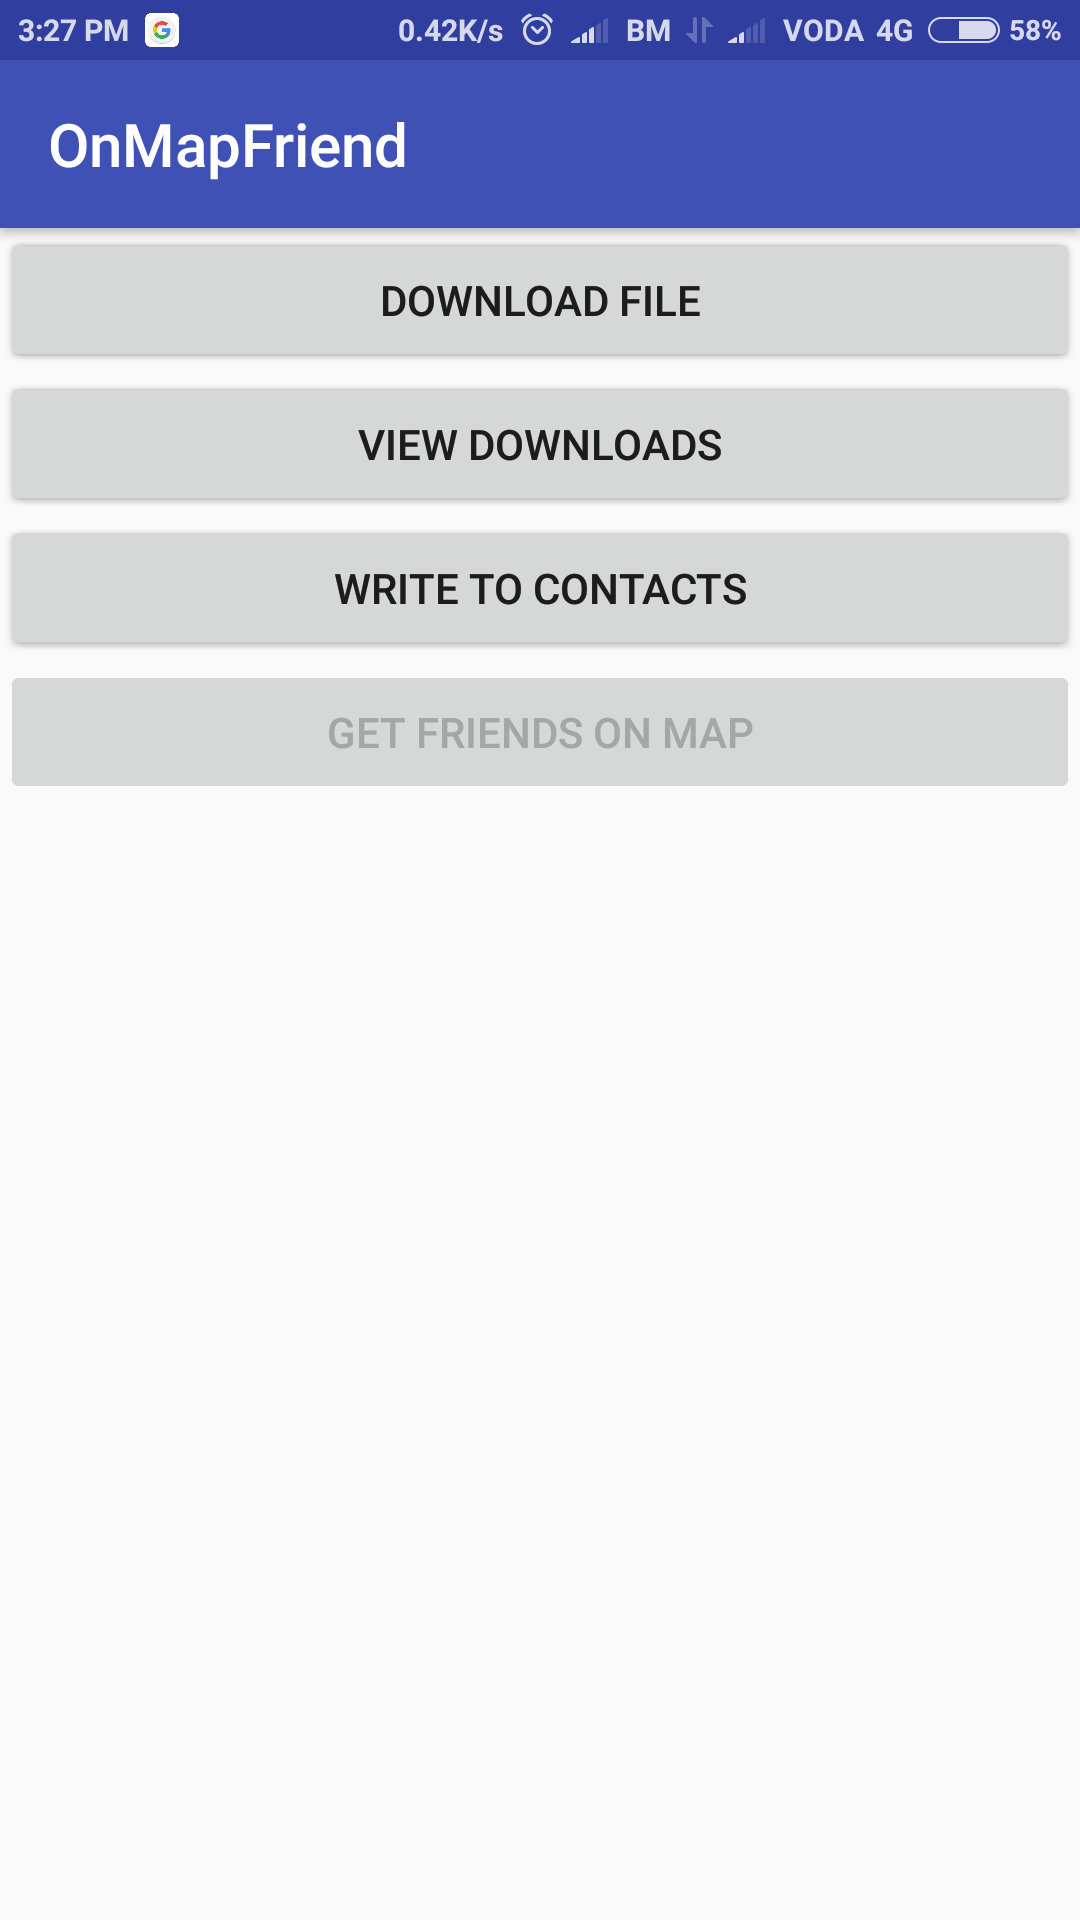 3:27 PM 0.42K/s BM VODA 4G 58%
OnMapFriend
DOWNLOAD FILE
VIEW DOWNLOADS
WRITE TO CONTACTS
GET FRIENDS ON MAP